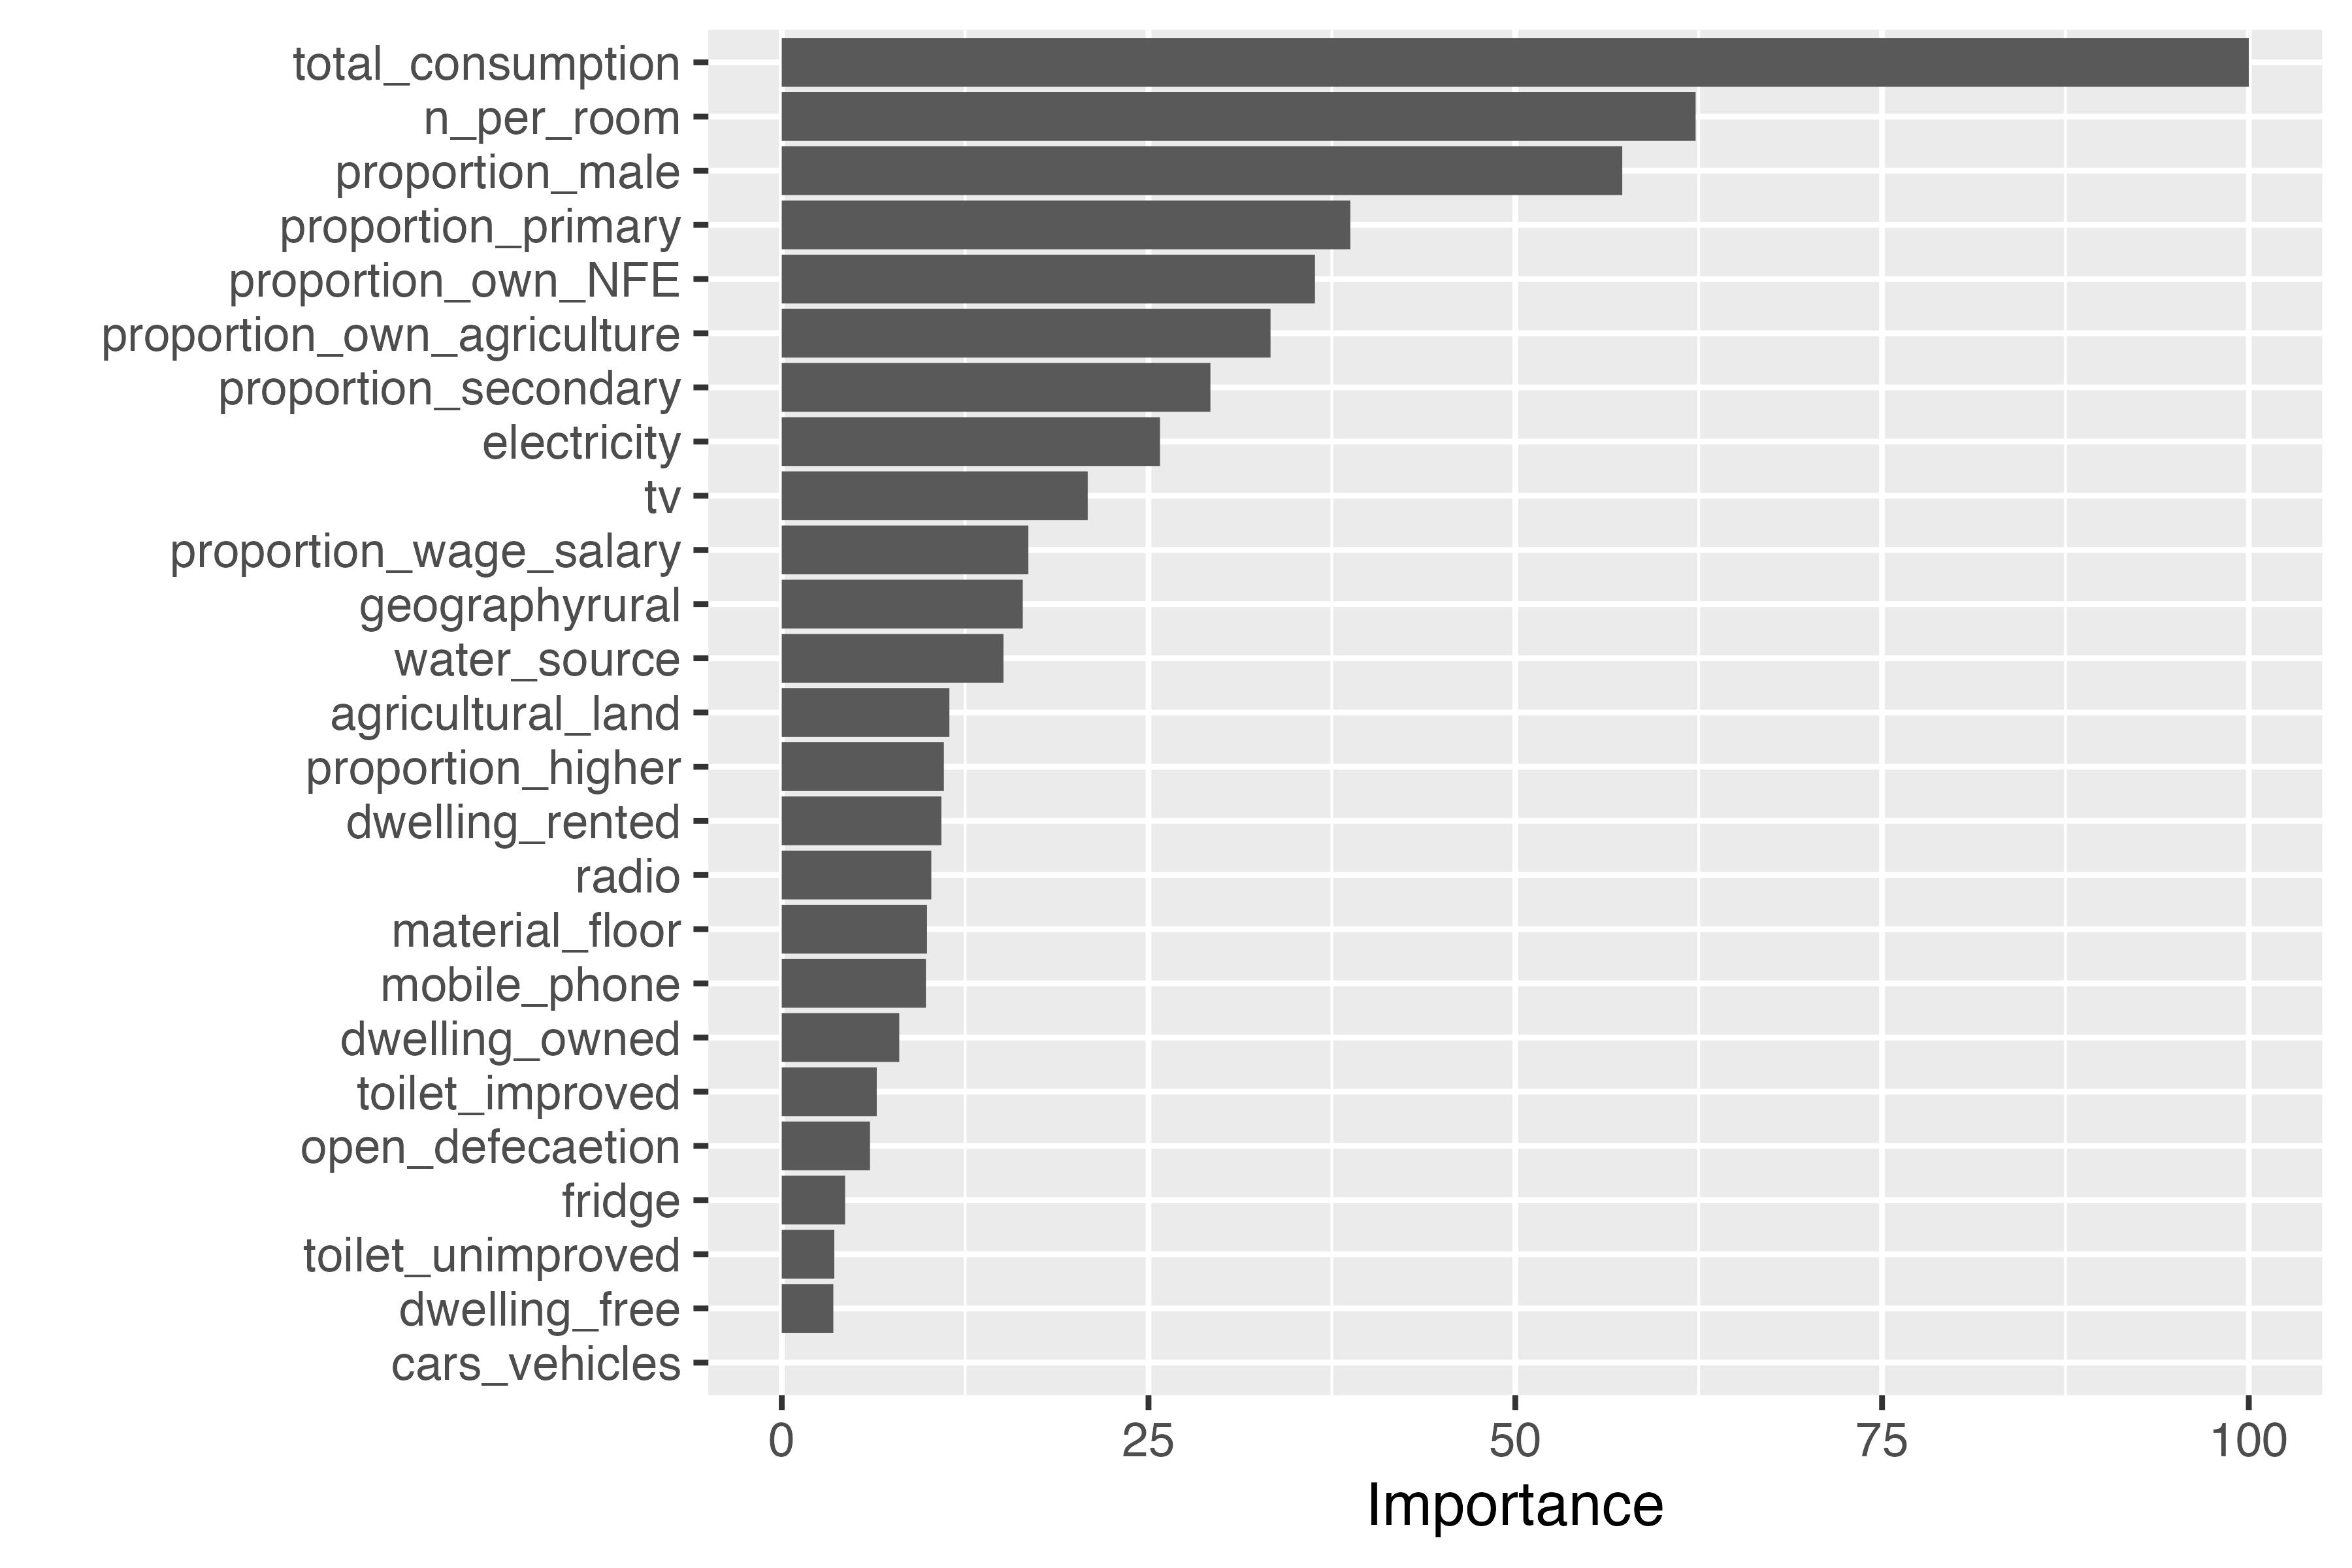 total_consumption
n_per_room
proportion_male
proportion_primary
proportion_own_NFE
proportion_own_agriculture
proportion_secondary
electricity
tv
proportion_wage_salary
geographyrural
water_source
agricultural_land
proportion_higher
dwelling_rented
radio
material_floor
mobile_phone
dwelling_owned
toilet_improved
open_defecaetion
fridge
toilet_unimproved
dwelling_free
cars_vehicles
0 25 50 75 100
Importance